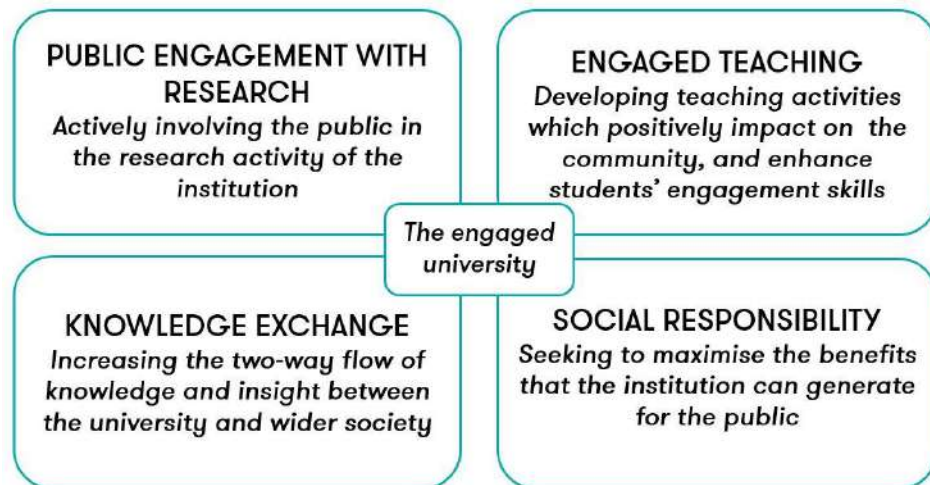 PUBLIC ENGAGEMENT WITH
RESEARCH
Actively involving the public in
the research activity of the
institution
ENGAGED TEACHING
Developing teaching activities
which positively impact on the
community, and enhance
students' engagement skills
The engaged
university
KNOWLEDGE EXCHANGE
Increasing the two-way flow of
knowledge and insight between
the university and wider society
SOCIAL RESPONSIBILITY
Seeking to maximise the benefits
that the institution can generate
for the public